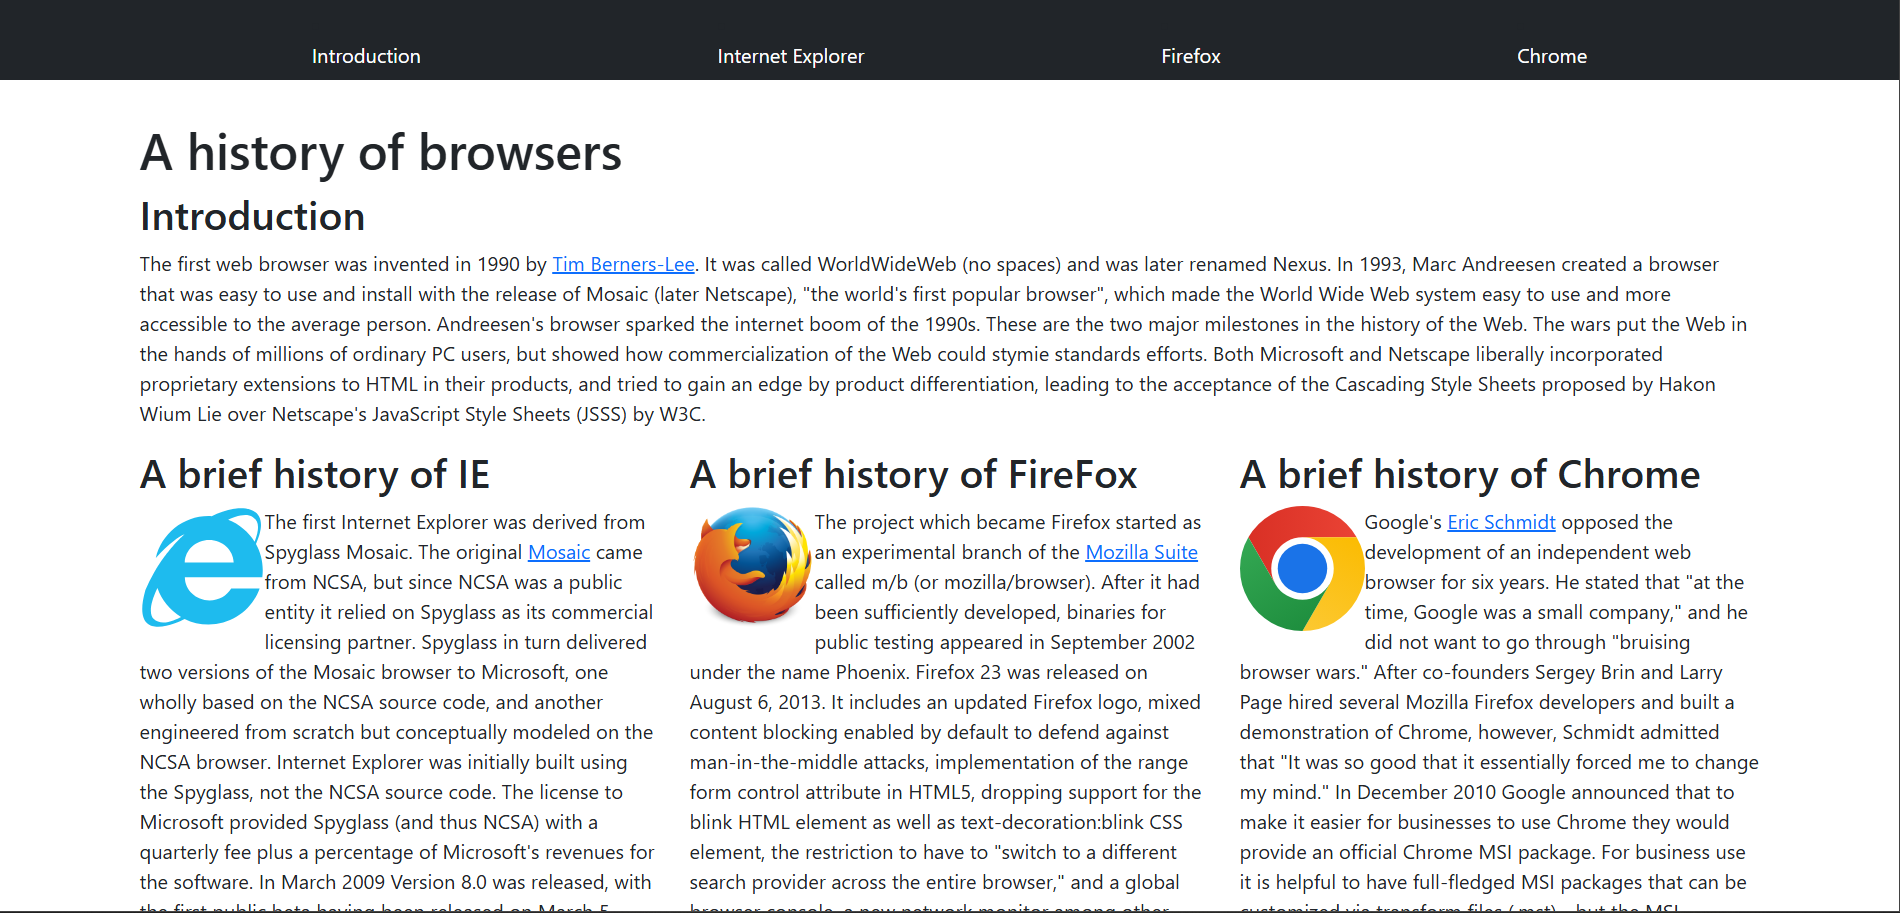 Introduction Internet Explorer Firefox Chrome
A history of browsers
Introduction
The first web browser was invented in 1990 by Tim Berners-Lee. It was called WorldWideWeb (no spaces) and was later renamed Nexus. In 1993, Marc Andreesen created a browser
that was easy to use and install with the release of Mosaic (later Netscape), "the world's first popular browser", which made the World Wide Web system easy to use and more
accessible to the average person. Andreesen's browser sparked the internet boom of the 1990s. These are the two major milestones in the history of the Web. The wars put the Web in
the hands of millions of ordinary PC users, but showed how commercialization of the Web could stymie standards efforts. Both Microsoft and Netscape liberally incorporated
proprietary extensions to HTML in their products, and tried to gain an edge by product differentiation, leading to the acceptance of the Cascading Style Sheets proposed by Hakon
Wium Lie over Netscape's JavaScript Style Sheets (JSSS) by W3C.
A brief history of IE
The first Internet Explorer was derived from
Spyglass Mosaic. The original Mosaic came
from NCSA, but since NCSA was a public
entity it relied on Spyglass as its commercial
licensing partner. Spyglass in turn delivered
two versions of the Mosaic browser to Microsoft, one
wholly based on the NCSA source code, and another
engineered from scratch but conceptually modeled on the
NCSA browser. Internet Explorer was initially built using
the Spyglass, not the NCSA source code. The license to
Microsoft provided Spyglass (and thus NCSA) with a
quarterly fee plus a percentage of Microsoft's revenues for
the software. In March 2009 Version 8.0 was released, with
the first public beta having been released on March 5,
A brief history of FireFox
The project which became Firefox started as
an experimental branch of the Mozilla Suite
called m/b (or mozilla/browser). After it had
been sufficiently developed, binaries for
public testing appeared in September 2002
under the name Phoenix. Firefox 23 was released on
August 6, 2013. It includes an updated Firefox logo, mixed
content blocking enabled by default to defend against
man-in-the-middle attacks, implementation of the range
form control attribute in HTML5, dropping support for the
blink HTML element as well as text-decoration:blink CSS
element, the restriction to have to "switch to a different
search provider across the entire browser," and a global
browser console, a new network monitor among other
A brief history of Chrome
Google's Eric Schmidt opposed the
development of an independent web
browser for six years. He stated that "at the
time, Google was a small company," and he
did not want to go through "bruising
browser wars." After co-founders Sergey Brin and Larry
Page hired several Mozilla Firefox developers and built a
demonstration of Chrome, however, Schmidt admitted
that "It was so good that it essentially forced me to change
my mind." In December 2010 Google announced that to
make it easier for businesses to use Chrome they would
provide an official Chrome MSI package. For business use
it is helpful to have full-fledged MSI packages that can be
customized via transform files (.mst) - but the MSI